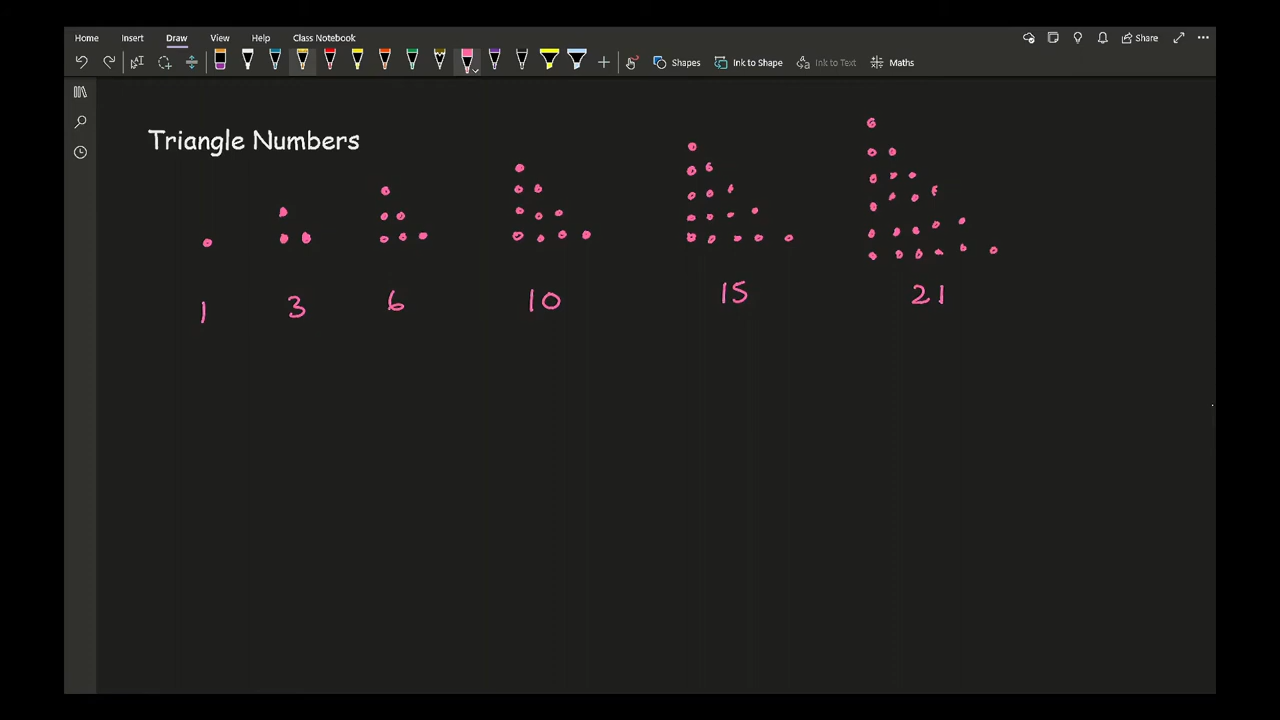 Home Insert Draw View Help Class Notebook Share
Shapes Ink to Shape Ink to Text Maths
Triangle Numbers
1 3 6 10 15 21